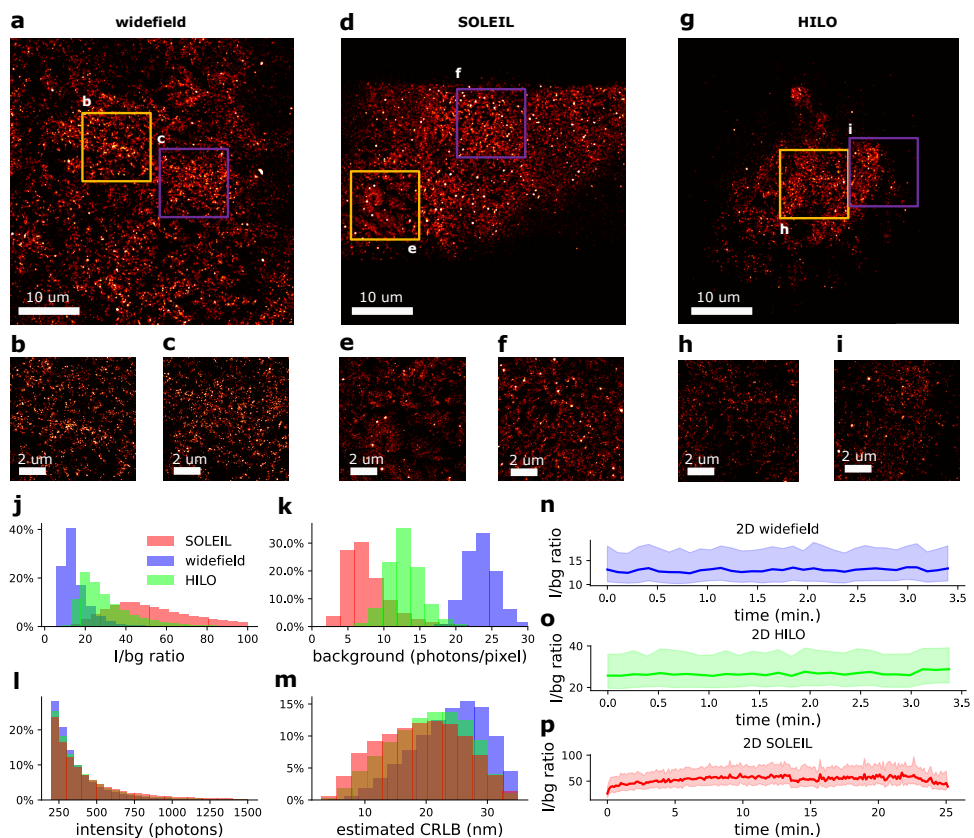 a widefield
d SOLEIL
g HILO
b
c
f
e
i
h
10 um
10 um
10 um
b
c
e
f
h
i
2 um
2 um
2 um
2 um
2 um
2 um
j
40%
20%
0%
SOLEIL
widefield
HILO
20 40 60 80 100
I/bg ratio
k
30.0%
20.0%
10.0%
0.0%
0 5 10 15 20 25 30
background (photons/pixel)
l
20%
10%
0%
250 500 750 1000 1250 1500
intensity (photons)
m
15%
10%
5%
0%
10 20 30
estimated CRLB (nm)
n
2D widefield
I/bg ratio
15
10
0.0 0.5 1.0 1.5 2.0 2.5 3.0 3.5
time (min.)
o
2D HILO
I/bg ratio
40
20
0.0 0.5 1.0 1.5 2.0 2.5 3.0 3.5
time (min.)
p
2D SOLEIL
I/bg ratio
100
50
0 5 10 15 20 25
time (min.)